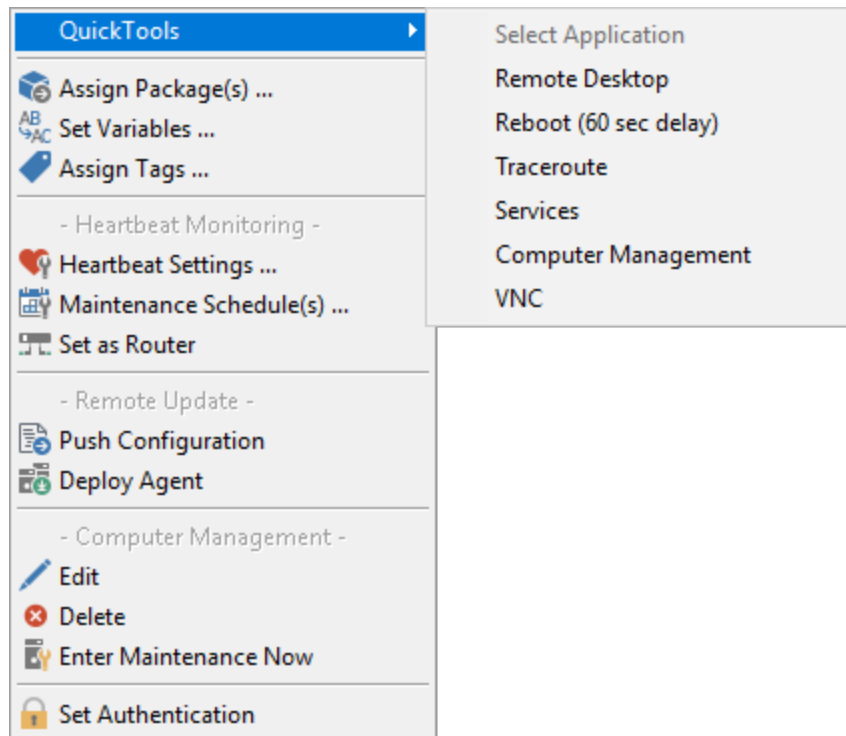 QuickTools
Assign Package(s) ...
AB
AC
Set Variables ...
Assign Tags ...
- Heartbeat Monitoring -
Heartbeat Settings ...
Maintenance Schedule(s) ...
Set as Router
- Remote Update -
Push Configuration
Deploy Agent
- Computer Management -
Edit
Delete
Enter Maintenance Now
Set Authentication
Select Application
Remote Desktop
Reboot (60 sec delay)
Traceroute
Services
Computer Management
VNC